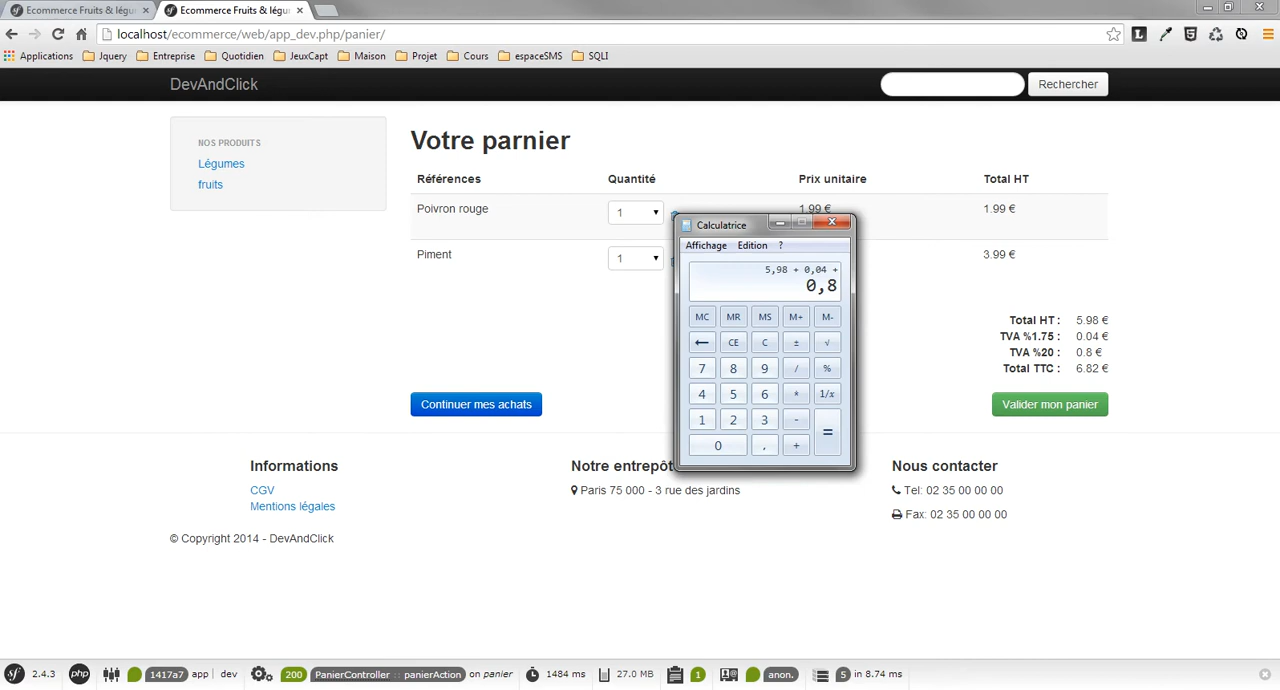 Ecommerce Fruits & légu
Ecommerce Fruits & légu
localhost/ecommerce/web/app_dev.php/panier/
Applications Jquery Entreprise Quotidien JeuxCapt Maison Projet Cours espaceSMS SQLI
DevAndClick Rechercher
NOS PRODUITS
Légumes
fruits
Votre parnier
Références Quantité Prix unitaire Total HT
Poivron rouge 1 1.99 € 1.99 €
Piment 1 3.99 €
Total HT : 5.98 €
TVA %1.75 : 0.04 €
TVA %20 : 0.8 €
Total TTC : 6.82 €
Continuer mes achats Valider mon panier
Calculatrice
Affichage Edition ?
5,98 + 0,04 +
0,8
MC MR MS M+ M-
← CE C ± √
7 8 9 / %
4 5 6 * 1/x
1 2 3 - =
0 , +
Informations
CGV
Mentions légales
Notre entrepôt
Paris 75 000 - 3 rue des jardins
Nous contacter
Tel: 02 35 00 00 00
Fax: 02 35 00 00 00
© Copyright 2014 - DevAndClick
sf 2.4.3 php 1417a7 app | dev 200 PanierController :: panierAction on panier 1484 ms 27.0 MB 1 anon. 5 in 8.74 ms